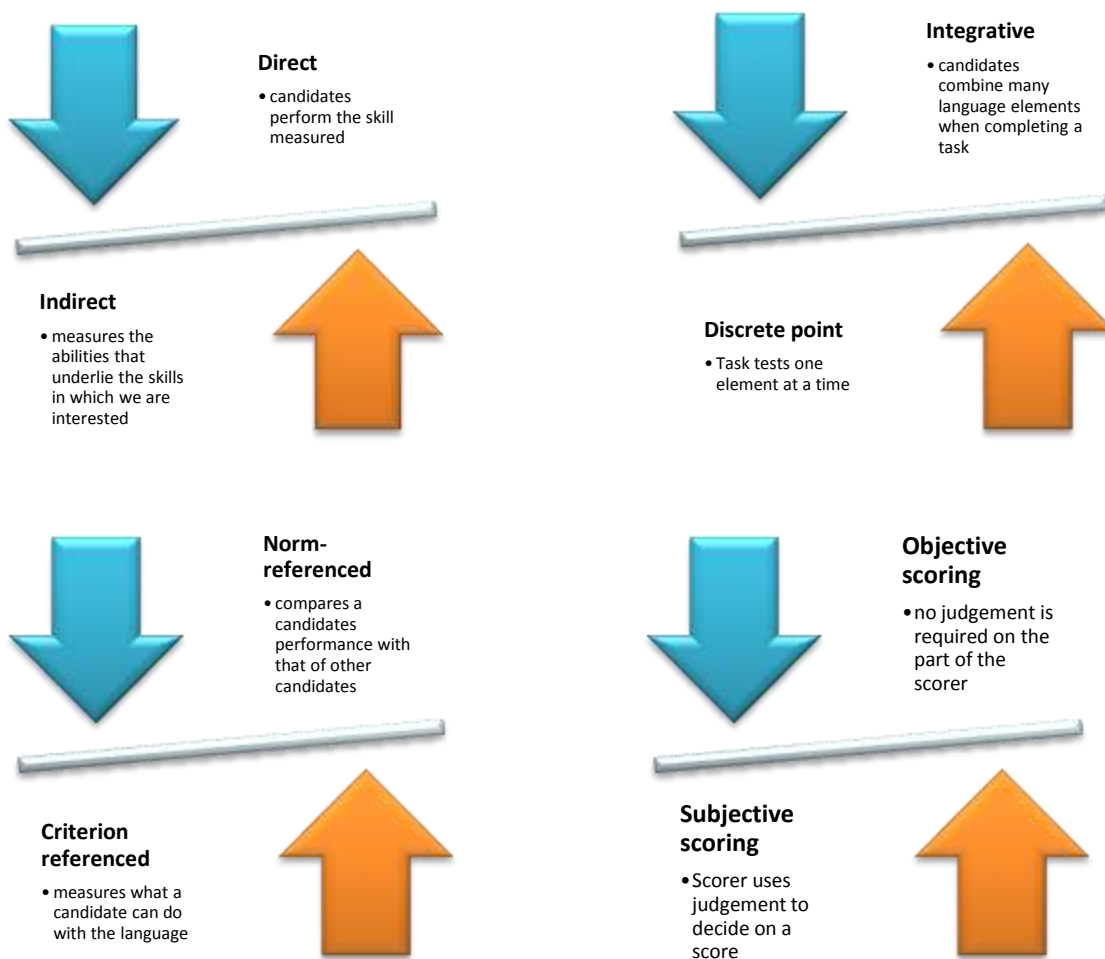 Direct
• candidates
perform the skill
measured
Indirect
• measures the
abilities that
underlie the skills
in which we are
interested
Integrative
• candidates
combine many
language elements
when completing a
task
Discrete point
• Task tests one
element at a time
Norm-
referenced
• compares a
candidates
performance with
that of other
candidates
Criterion
referenced
• measures what a
candidate can do
with the language
Objective
scoring
• no judgement is
required on the
part of the
scorer
Subjective
scoring
• Scorer uses
judgement to
decide on a
score